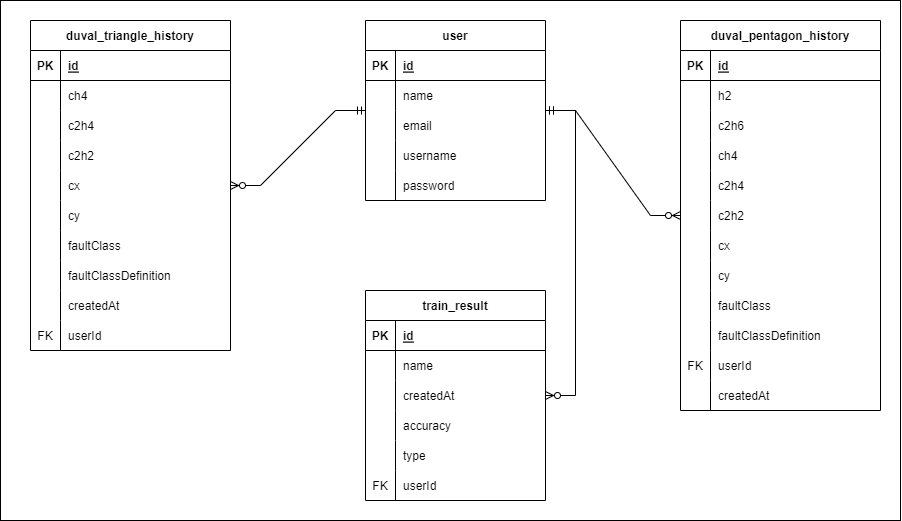 duval_triangle_history
PK id
ch4
c2h4
c2h2
cx
cy
faultClass
faultClassDefinition
createdAt
FK userId
user
PK id
name
email
username
password
train_result
PK id
name
createdAt
accuracy
type
FK userId
duval_pentagon_history
PK id
h2
c2h6
ch4
c2h4
c2h2
cx
cy
faultClass
faultClassDefinition
FK userId
createdAt